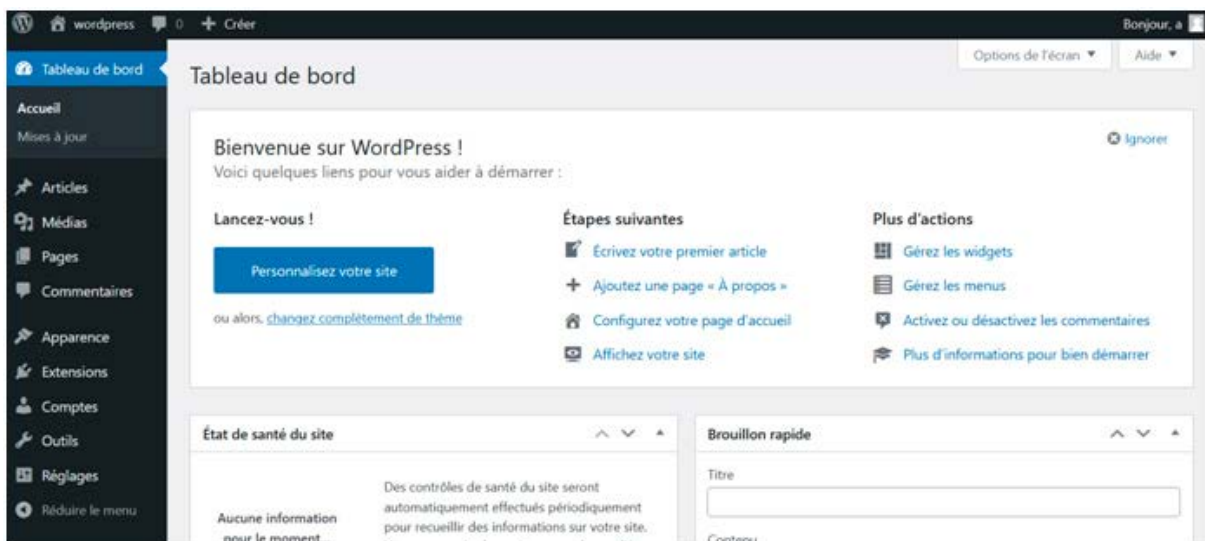 wordpress 0 + Créer Bonjour, a
Tableau de bord
Accueil
Mises à jour
Articles
Médias
Pages
Commentaires
Apparence
Extensions
Comptes
Outils
Réglages
Réduire le menu
Options de l'écran ▼ Aide ▼
Tableau de bord
Bienvenue sur WordPress !
Ignorer
Voici quelques liens pour vous aider à démarrer :
Lancez-vous !
Personnalisez votre site
ou alors, changez complètement de thème
Étapes suivantes
Écrivez votre premier article
Ajoutez une page « À propos »
Configurez votre page d'accueil
Affichez votre site
Plus d'actions
Gérez les widgets
Gérez les menus
Activez ou désactivez les commentaires
Plus d'informations pour bien démarrer
État de santé du site
Aucune information
pour le moment...
Des contrôles de santé du site seront
automatiquement effectués périodiquement
pour recueillir des informations sur votre site.
Brouillon rapide
Titre
Contenu